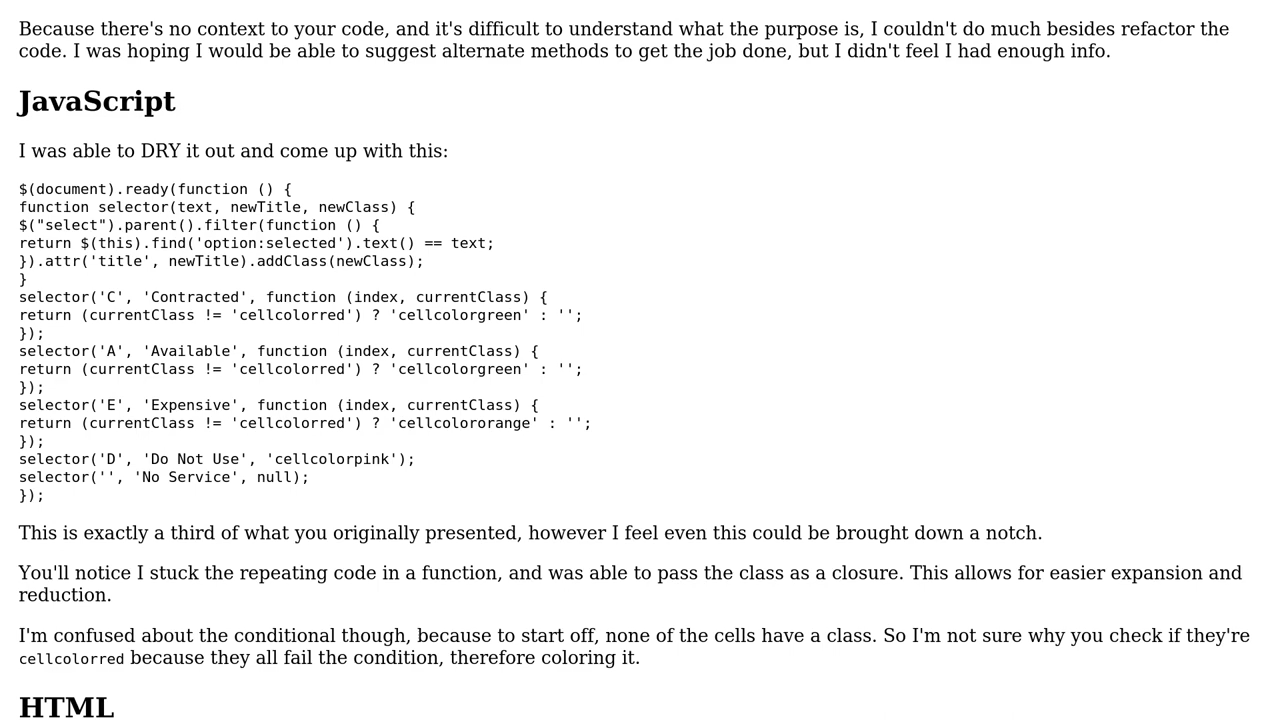 Because there's no context to your code, and it's difficult to understand what the purpose is, I couldn't do much besides refactor the
code. I was hoping I would be able to suggest alternate methods to get the job done, but I didn't feel I had enough info.
JavaScript
I was able to DRY it out and come up with this:
$(document).ready(function () {
function selector(text, newTitle, newClass) {
$("select").parent().filter(function () {
return $(this).find('option:selected').text() == text;
}).attr('title', newTitle).addClass(newClass);
}
selector('C', 'Contracted', function (index, currentClass) {
return (currentClass != 'cellcolorred') ? 'cellcolorgreen' : '';
});
selector('A', 'Available', function (index, currentClass) {
return (currentClass != 'cellcolorred') ? 'cellcolorgreen' : '';
});
selector('E', 'Expensive', function (index, currentClass) {
return (currentClass != 'cellcolorred') ? 'cellcolororange' : '';
});
selector('D', 'Do Not Use', 'cellcolorpink');
selector('', 'No Service', null);
});
This is exactly a third of what you originally presented, however I feel even this could be brought down a notch.
You'll notice I stuck the repeating code in a function, and was able to pass the class as a closure. This allows for easier expansion and
reduction.
I'm confused about the conditional though, because to start off, none of the cells have a class. So I'm not sure why you check if they're
cellcolorred because they all fail the condition, therefore coloring it.
HTML